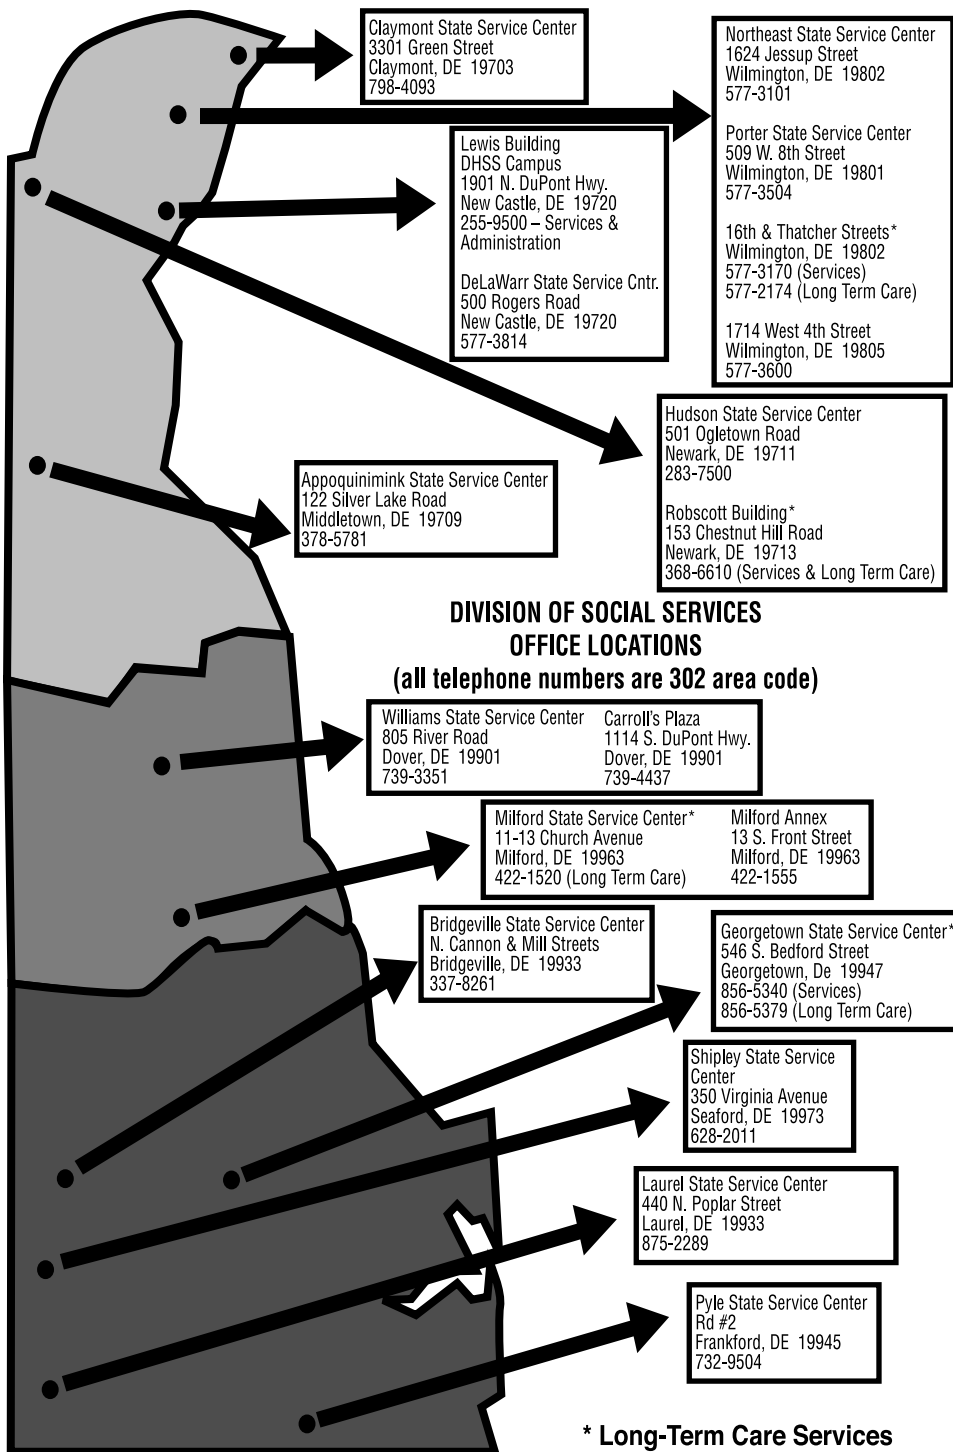 Claymont State Service Center
3301 Green Street
Claymont, DE 19703
798-4093
Northeast State Service Center
1624 Jessup Street
Wilmington, DE 19802
577-3101
Porter State Service Center
509 W. 8th Street
Wilmington, DE 19801
577-3504
16th & Thatcher Streets*
Wilmington, DE 19802
577-3170 (Services)
577-2174 (Long Term Care)
1714 West 4th Street
Wilmington, DE 19805
577-3600
Lewis Building
DHSS Campus
1901 N. DuPont Hwy.
New Castle, DE 19720
255-9500 – Services &
Administration
DeLaWarr State Service Cntr.
500 Rogers Road
New Castle, DE 19720
577-3814
Hudson State Service Center
501 Ogletown Road
Newark, DE 19711
283-7500
Robscott Building*
153 Chestnut Hill Road
Newark, DE 19713
368-6610 (Services & Long Term Care)
Appoquinimink State Service Center
122 Silver Lake Road
Middletown, DE 19709
378-5781
DIVISION OF SOCIAL SERVICES
OFFICE LOCATIONS
(all telephone numbers are 302 area code)
Williams State Service Center
805 River Road
Dover, DE 19901
739-3351
Carroll's Plaza
1114 S. DuPont Hwy.
Dover, DE 19901
739-4437
Milford State Service Center*
11-13 Church Avenue
Milford, DE 19963
422-1520 (Long Term Care)
Milford Annex
13 S. Front Street
Milford, DE 19963
422-1555
Bridgeville State Service Center
N. Cannon & Mill Streets
Bridgeville, DE 19933
337-8261
Georgetown State Service Center*
546 S. Bedford Street
Georgetown, De 19947
856-5340 (Services)
856-5379 (Long Term Care)
Shipley State Service
Center
350 Virginia Avenue
Seaford, DE 19973
628-2011
Laurel State Service Center
440 N. Poplar Street
Laurel, DE 19933
875-2289
Pyle State Service Center
Rd #2
Frankford, DE 19945
732-9504
* Long-Term Care Services